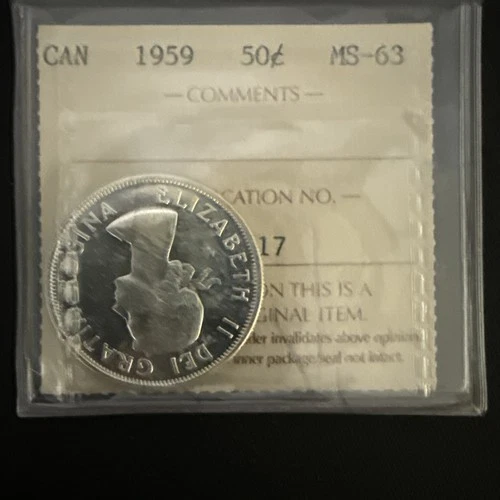 CAN 1959 50¢ MS-63
— COMMENTS —
CATION NO. —
17
ON THIS IS A
GINAL ITEM.
der invalidates above opinion
inner package/seal not intact.
ELIZABETH II DEI GRATIA REGINA